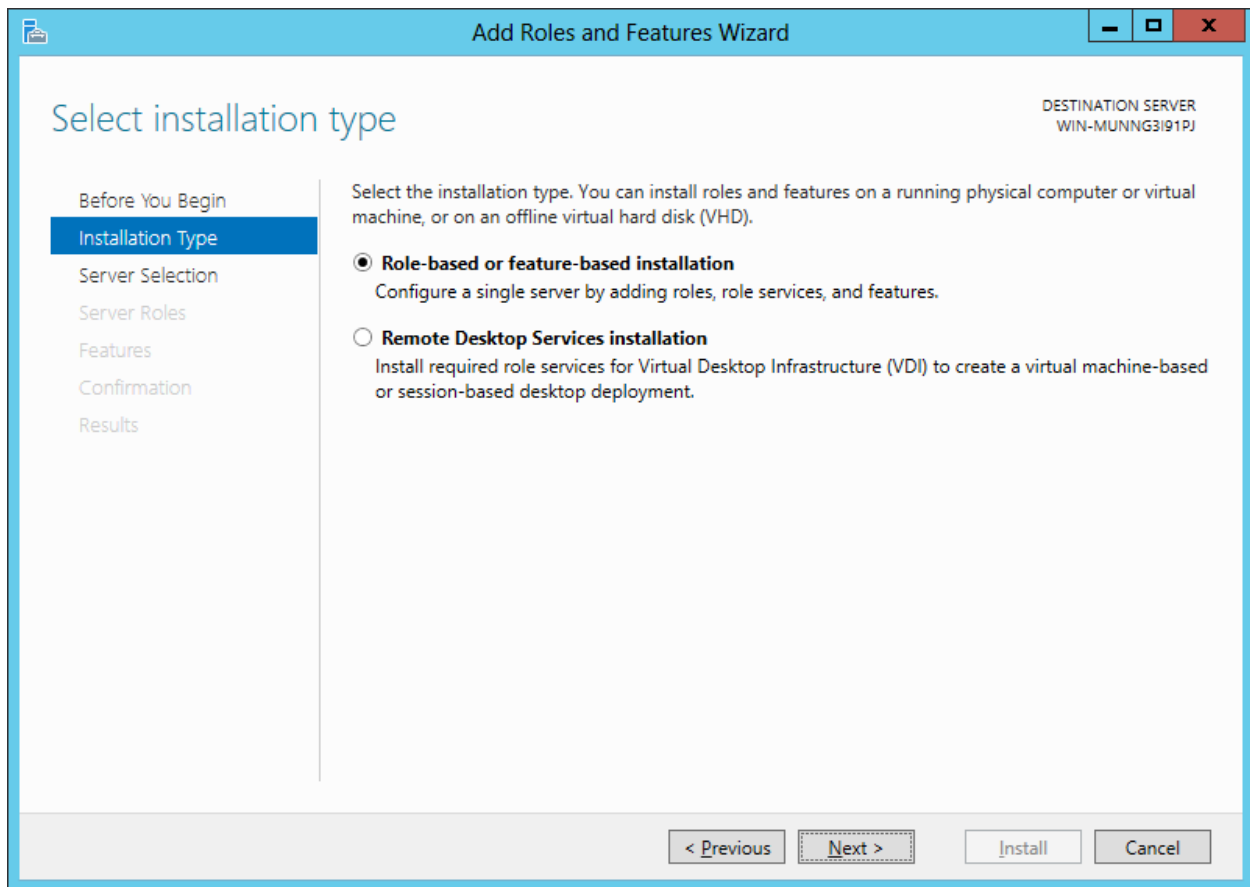 Add Roles and Features Wizard
Select installation type
DESTINATION SERVER
WIN-MUNNG3I91PJ
Before You Begin
Installation Type
Server Selection
Server Roles
Features
Confirmation
Results
Select the installation type. You can install roles and features on a running physical computer or virtual
machine, or on an offline virtual hard disk (VHD).
Role-based or feature-based installation
Configure a single server by adding roles, role services, and features.
Remote Desktop Services installation
Install required role services for Virtual Desktop Infrastructure (VDI) to create a virtual machine-based
or session-based desktop deployment.
< Previous Next > Install Cancel